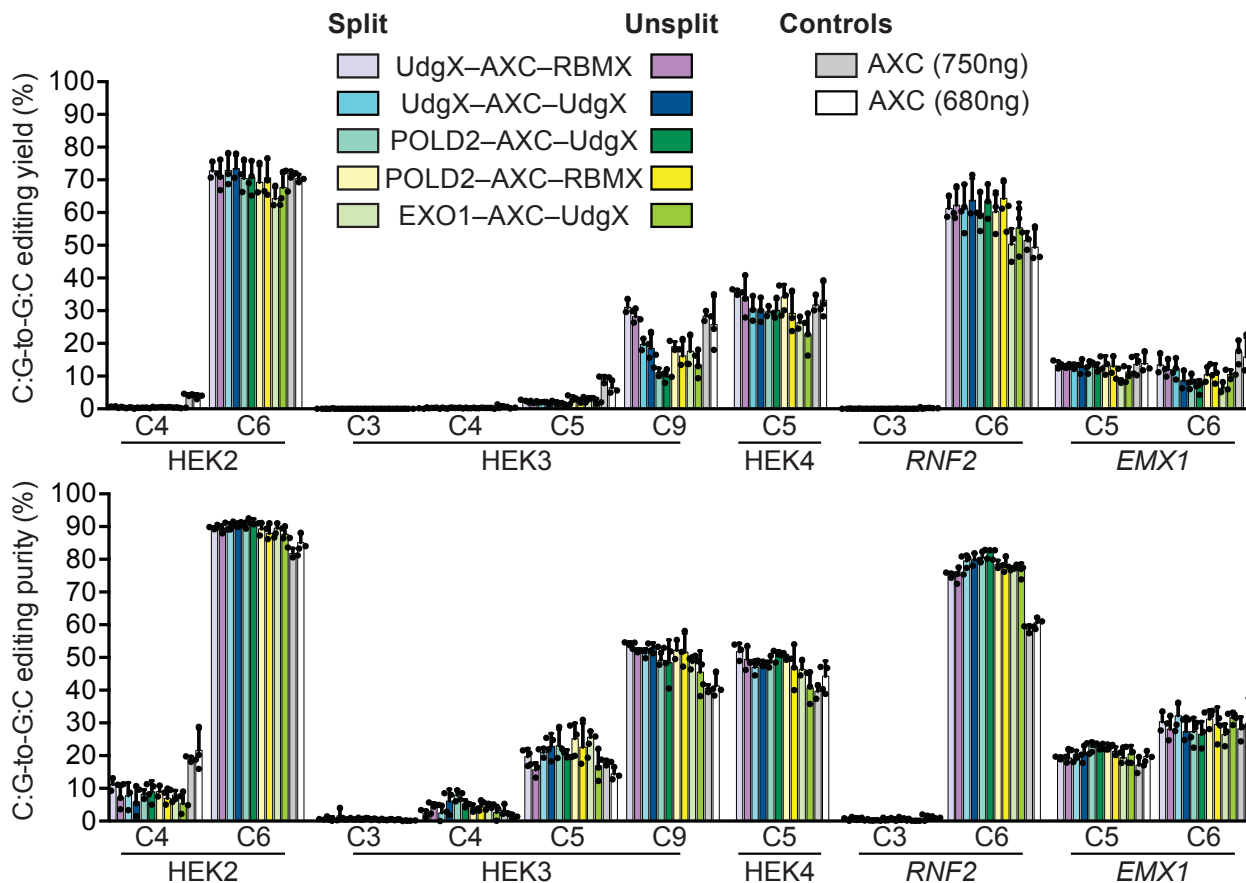 Split Unsplit Controls
UdgX–AXC–RBMX AXC (750ng)
UdgX–AXC–UdgX AXC (680ng)
POLD2–AXC–UdgX
POLD2–AXC–RBMX
EXO1–AXC–UdgX
C:G-to-G:C editing yield (%)
100
90
80
70
60
50
40
30
20
10
0
C4 C6 C3 C4 C5 C9 C5 C3 C6 C5 C6
HEK2 HEK3 HEK4 RNF2 EMX1
C:G-to-G:C editing purity (%)
100
90
80
70
60
50
40
30
20
10
0
C4 C6 C3 C4 C5 C9 C5 C3 C6 C5 C6
HEK2 HEK3 HEK4 RNF2 EMX1